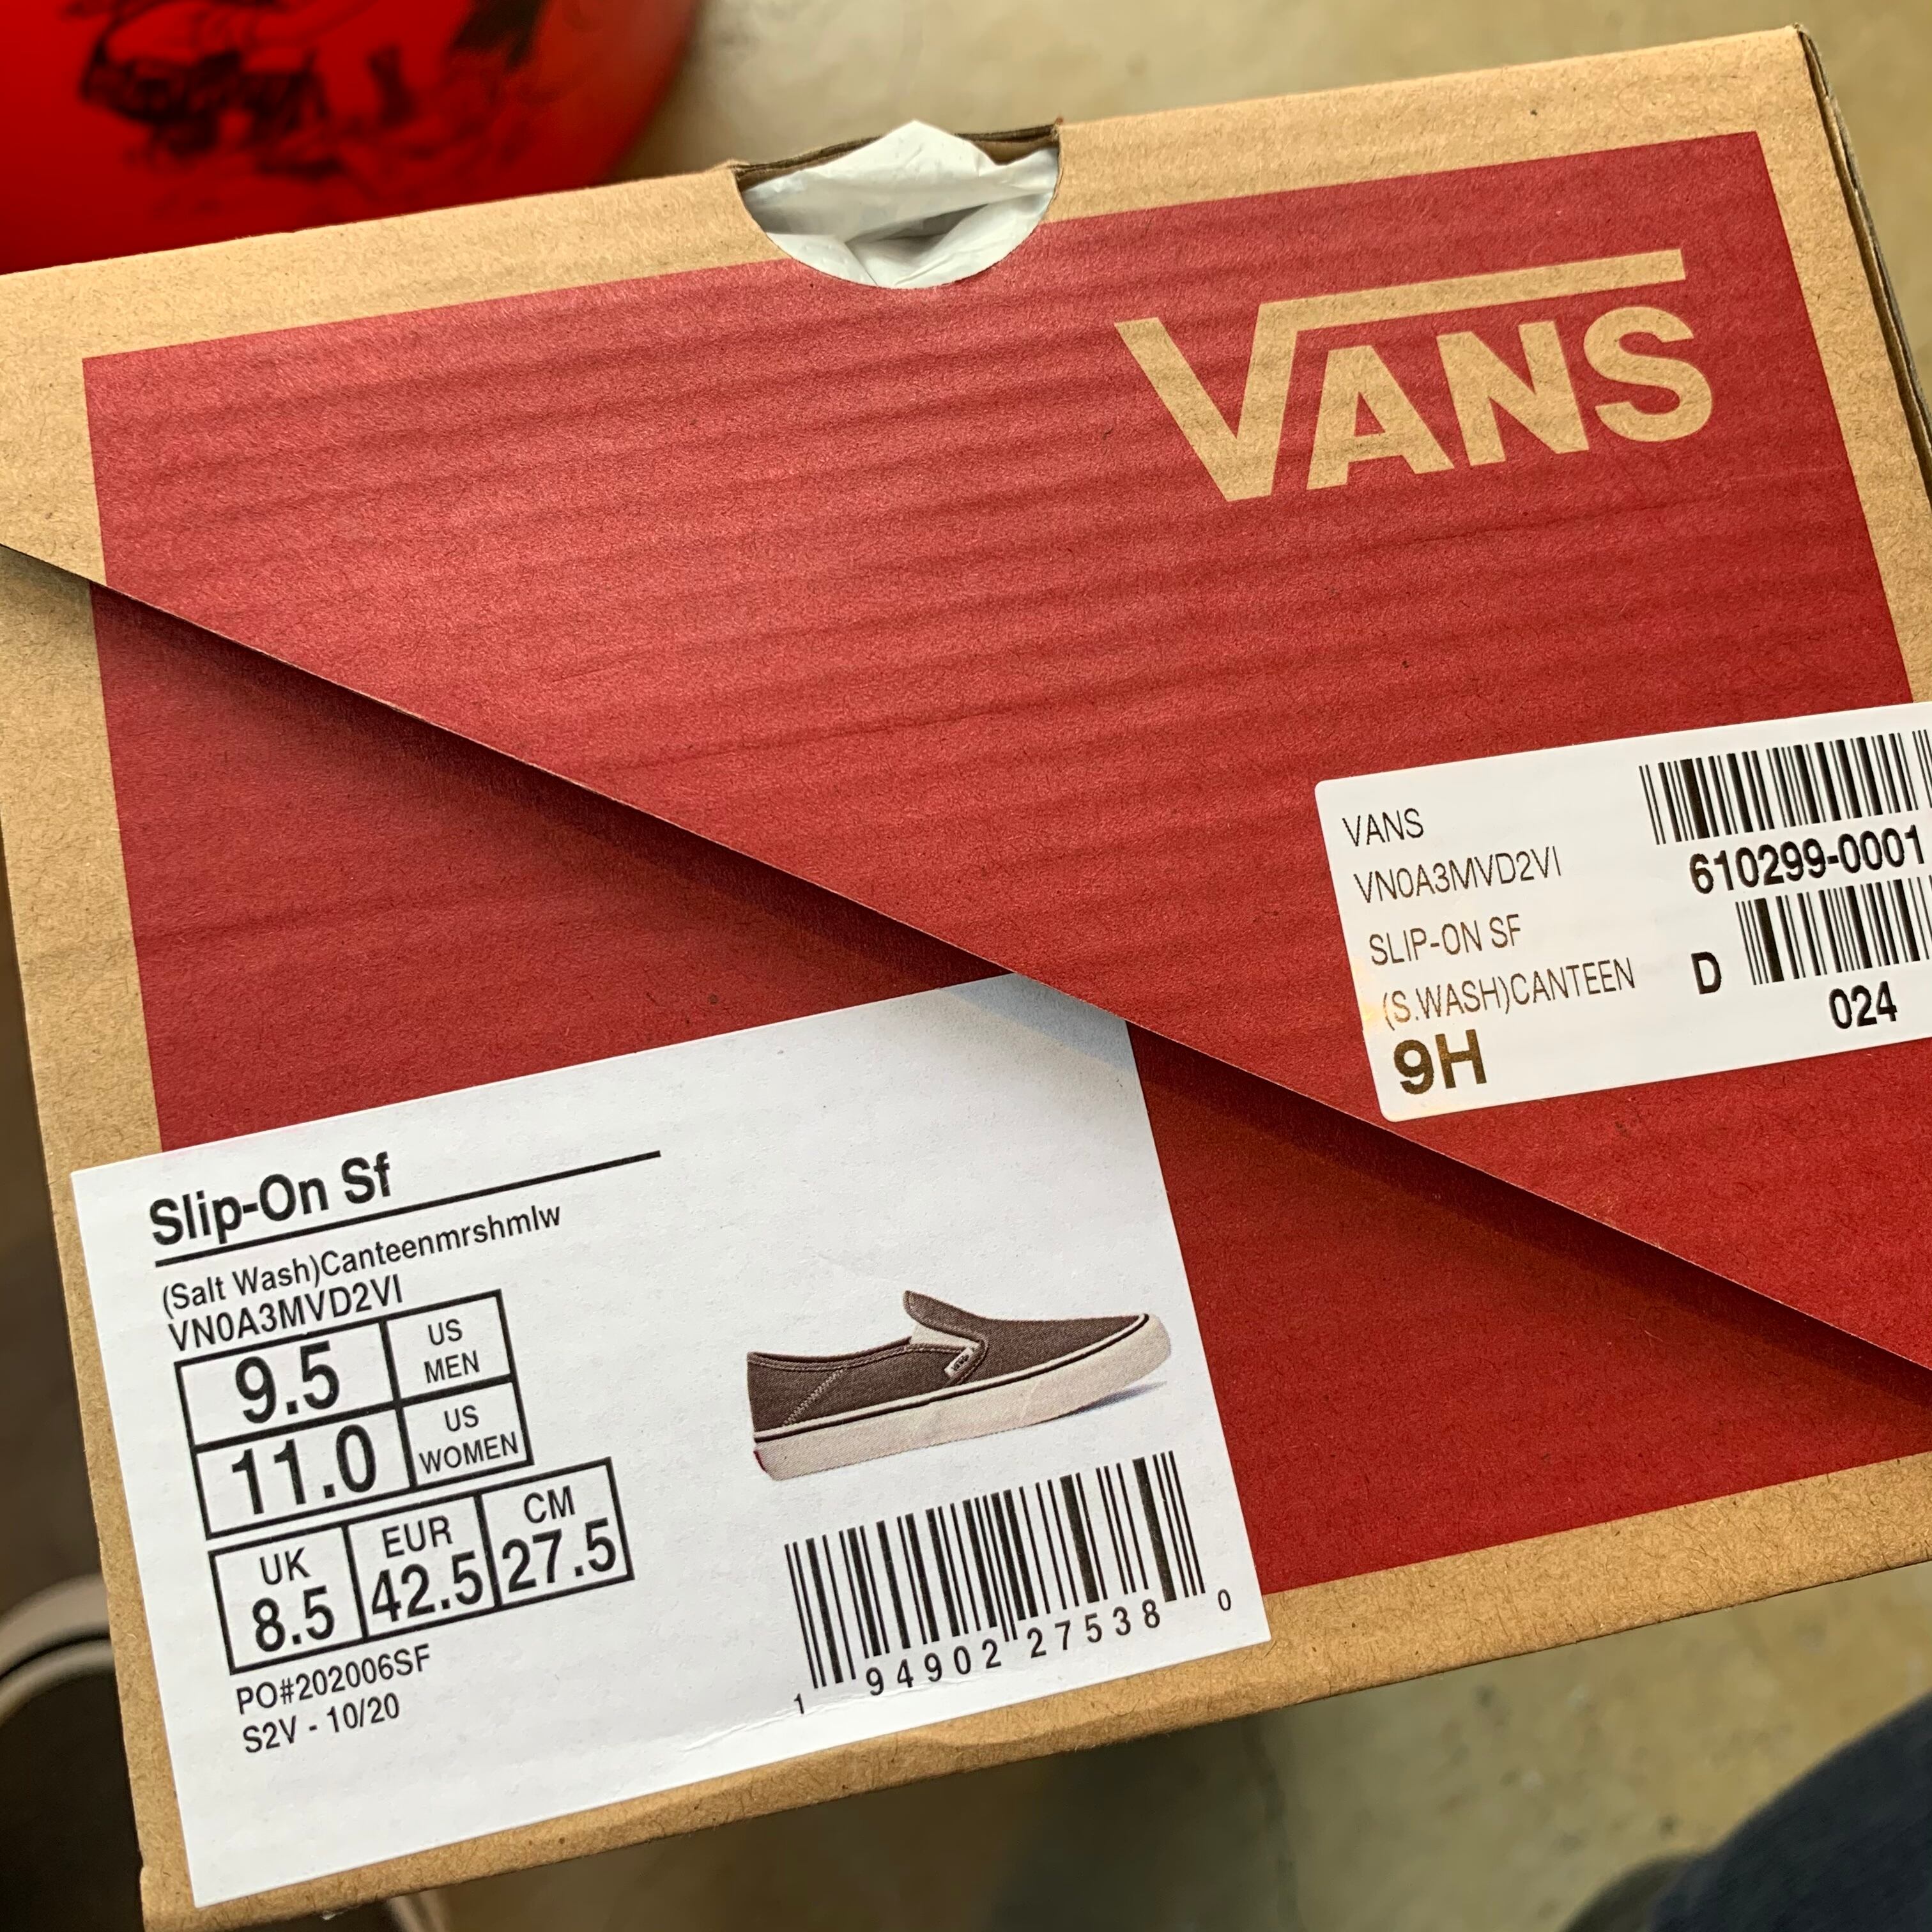 VANS
VANS
VN0A3MVD2VI
SLIP-ON SF
(S.WASH)CANTEEN
9H
610299-0001
D
024
Slip-On Sf
(Salt Wash)Canteenmrshmlw
VN0A3MVD2VI
9.5 US MEN
11.0 US WOMEN
UK EUR CM
8.5 42.5 27.5
PO#202006SF
S2V - 10/20
1 94902 27538 0